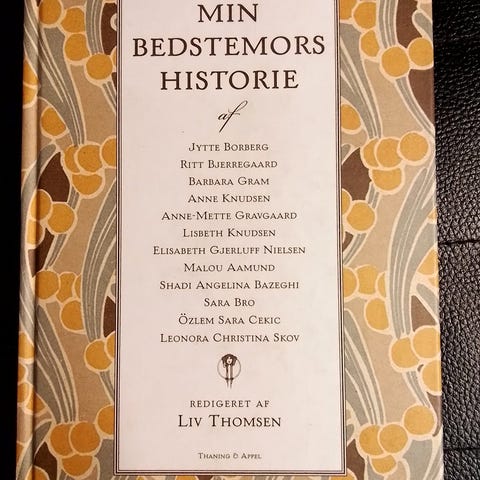 MIN
BEDSTEMORS
HISTORIE
af
JYTTE BORBERG
RITT BJERREGAARD
BARBARA GRAM
ANNE KNUDSEN
ANNE-METTE GRAVGAARD
LISBETH KNUDSEN
ELISABETH GJERLUFF NIELSEN
MALOU AAMUND
SHADI ANGELINA BAZEGHI
SARA BRO
ÖZLEM SARA CEKIC
LEONORA CHRISTINA SKOV
REDIGERET AF
LIV THOMSEN
THANING & APPEL